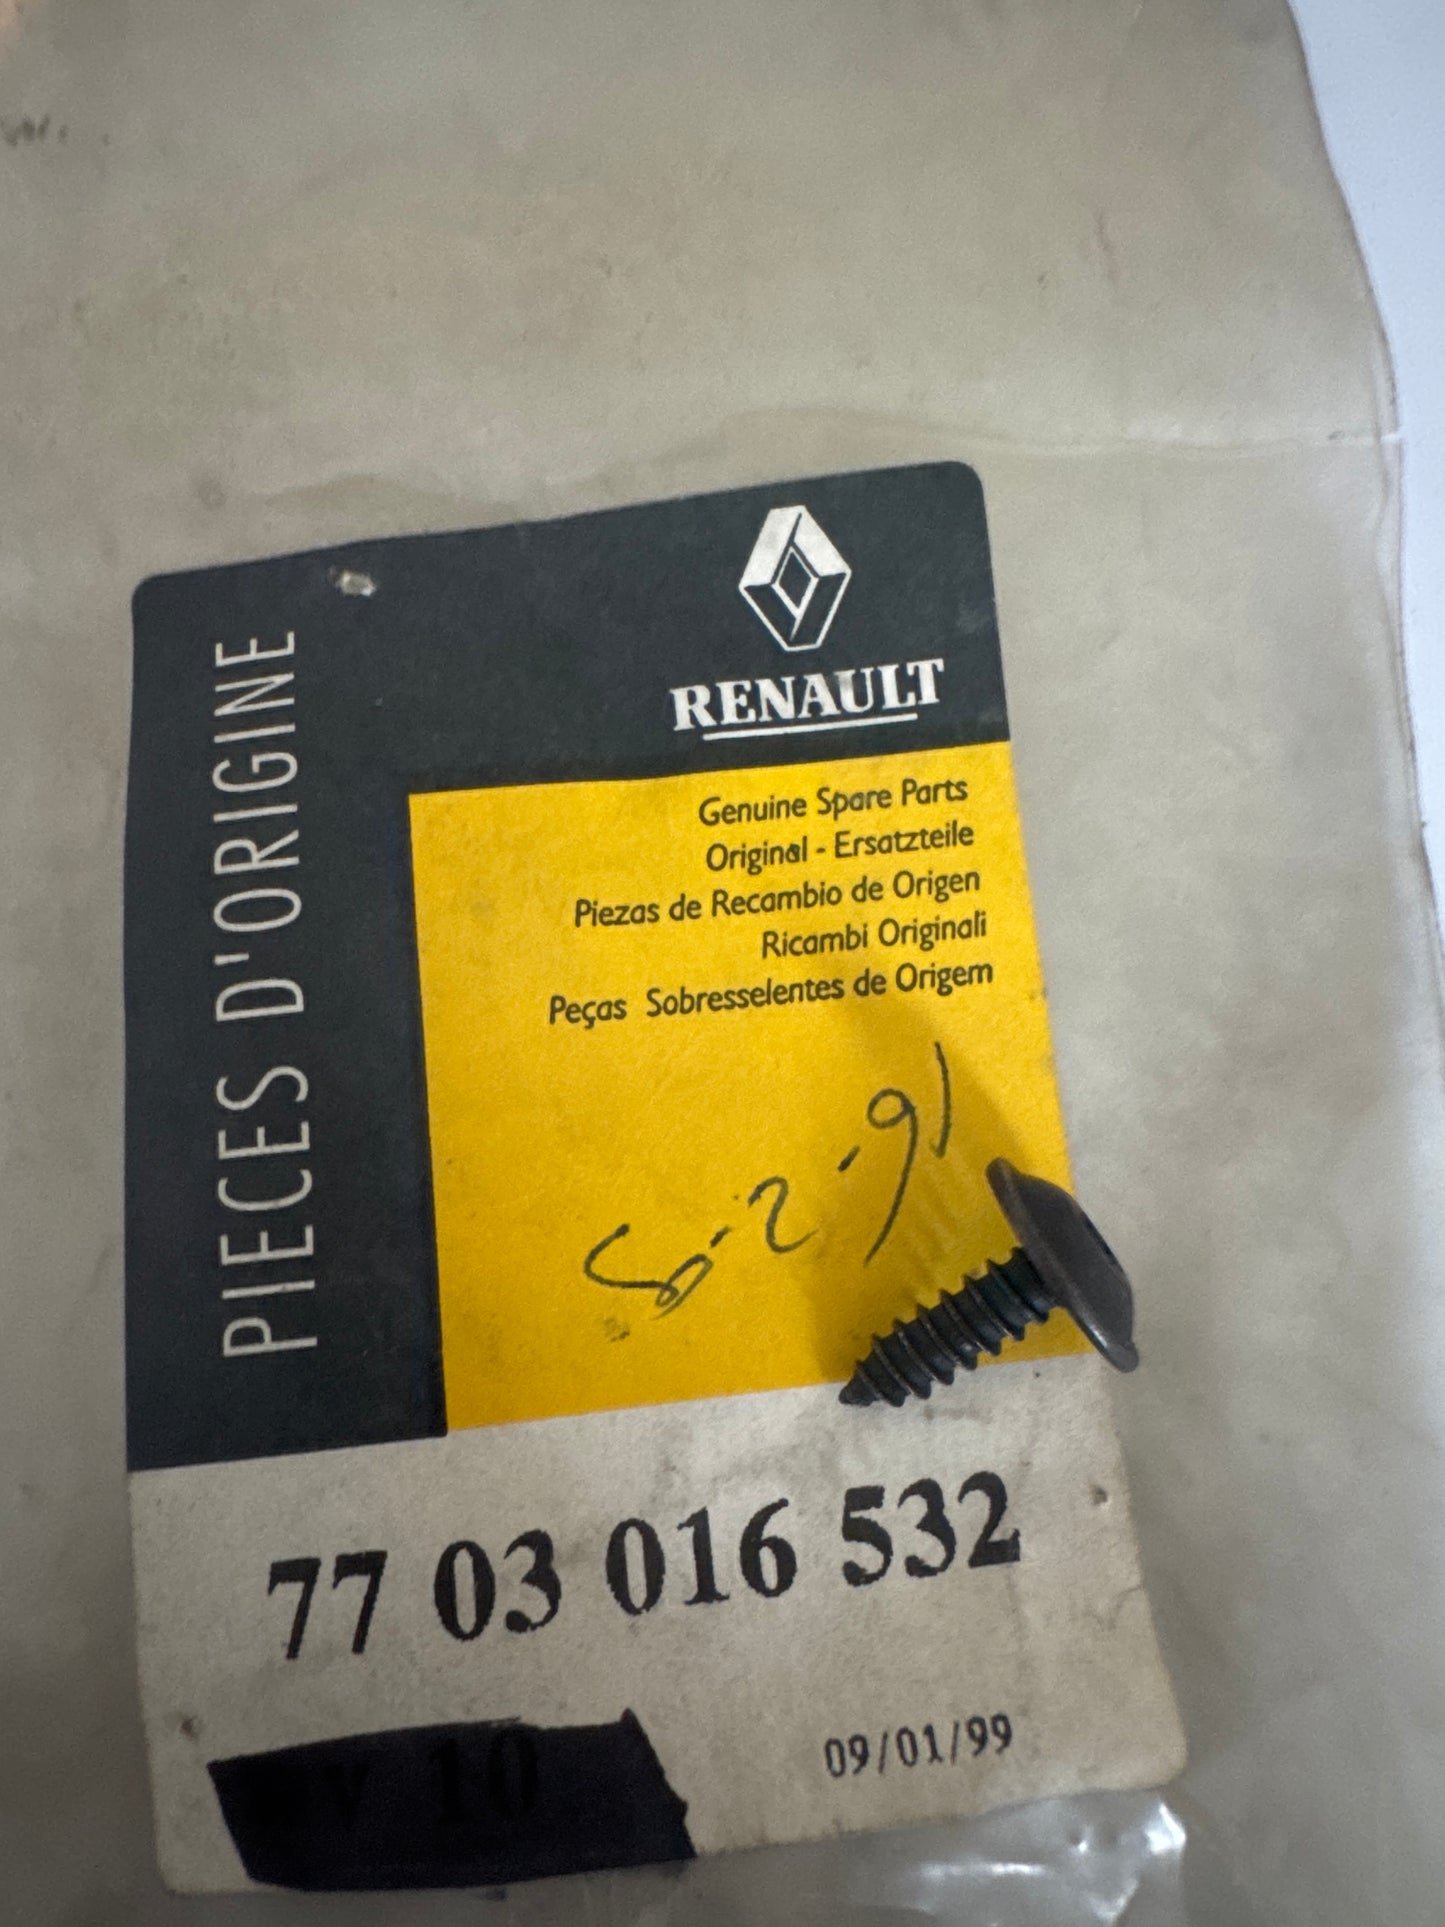 PIECES D'ORIGINE
RENAULT
Genuine Spare Parts
Original - Ersatzteile
Piezas de Recambio de Origen
Ricambi Originali
Peças Sobresselentes de Origem
77 03 016 532
10
09/01/99